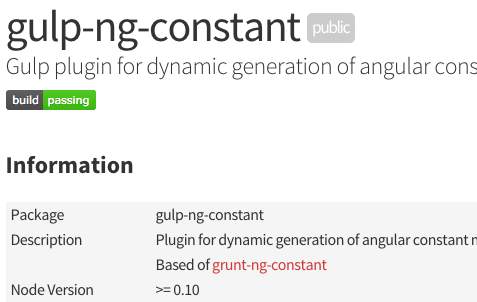 gulp-ng-constant public
Gulp plugin for dynamic generation of angular cons
build passing
Information
Package gulp-ng-constant
Description Plugin for dynamic generation of angular constant
Based of grunt-ng-constant
Node Version >= 0.10